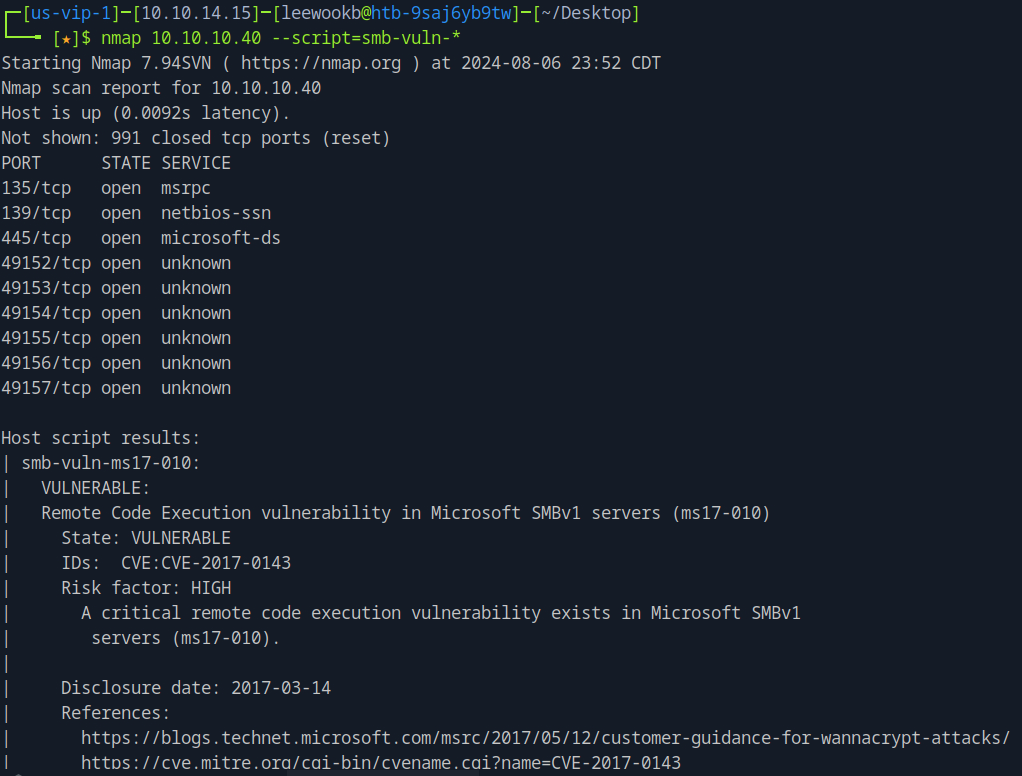 ┌─[us-vip-1]─[10.10.14.15]─[leewookb@htb-9saj6yb9tw]─[~/Desktop]
└──╼ [★]$ nmap 10.10.10.40 --script=smb-vuln-*
Starting Nmap 7.94SVN ( https://nmap.org ) at 2024-08-06 23:52 CDT
Nmap scan report for 10.10.10.40
Host is up (0.0092s latency).
Not shown: 991 closed tcp ports (reset)
PORT      STATE SERVICE
135/tcp   open  msrpc
139/tcp   open  netbios-ssn
445/tcp   open  microsoft-ds
49152/tcp open  unknown
49153/tcp open  unknown
49154/tcp open  unknown
49155/tcp open  unknown
49156/tcp open  unknown
49157/tcp open  unknown

Host script results:
| smb-vuln-ms17-010:
|   VULNERABLE:
|   Remote Code Execution vulnerability in Microsoft SMBv1 servers (ms17-010)
|     State: VULNERABLE
|     IDs:  CVE:CVE-2017-0143
|     Risk factor: HIGH
|       A critical remote code execution vulnerability exists in Microsoft SMBv1
|        servers (ms17-010).
|
|     Disclosure date: 2017-03-14
|     References:
|       https://blogs.technet.microsoft.com/msrc/2017/05/12/customer-guidance-for-wannacrypt-attacks/
|       https://cve.mitre.org/cgi-bin/cvename.cgi?name=CVE-2017-0143